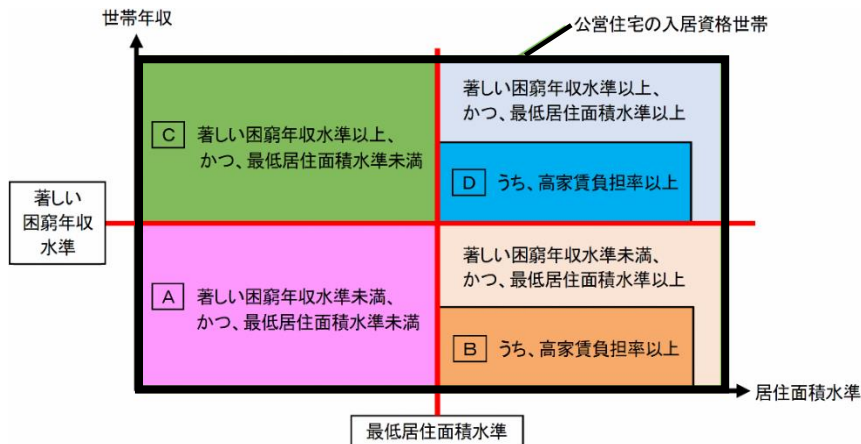 世帯年収
公営住宅の入居資格世帯
C 著しい困窮年収水準以上、
かつ、最低居住面積水準未満
著しい困窮年収水準以上、
かつ、最低居住面積水準以上
D うち、高家賃負担率以上
著しい
困窮年収
水準
A 著しい困窮年収水準未満、
かつ、最低居住面積水準未満
著しい困窮年収水準未満、
かつ、最低居住面積水準以上
B うち、高家賃負担率以上
居住面積水準
最低居住面積水準